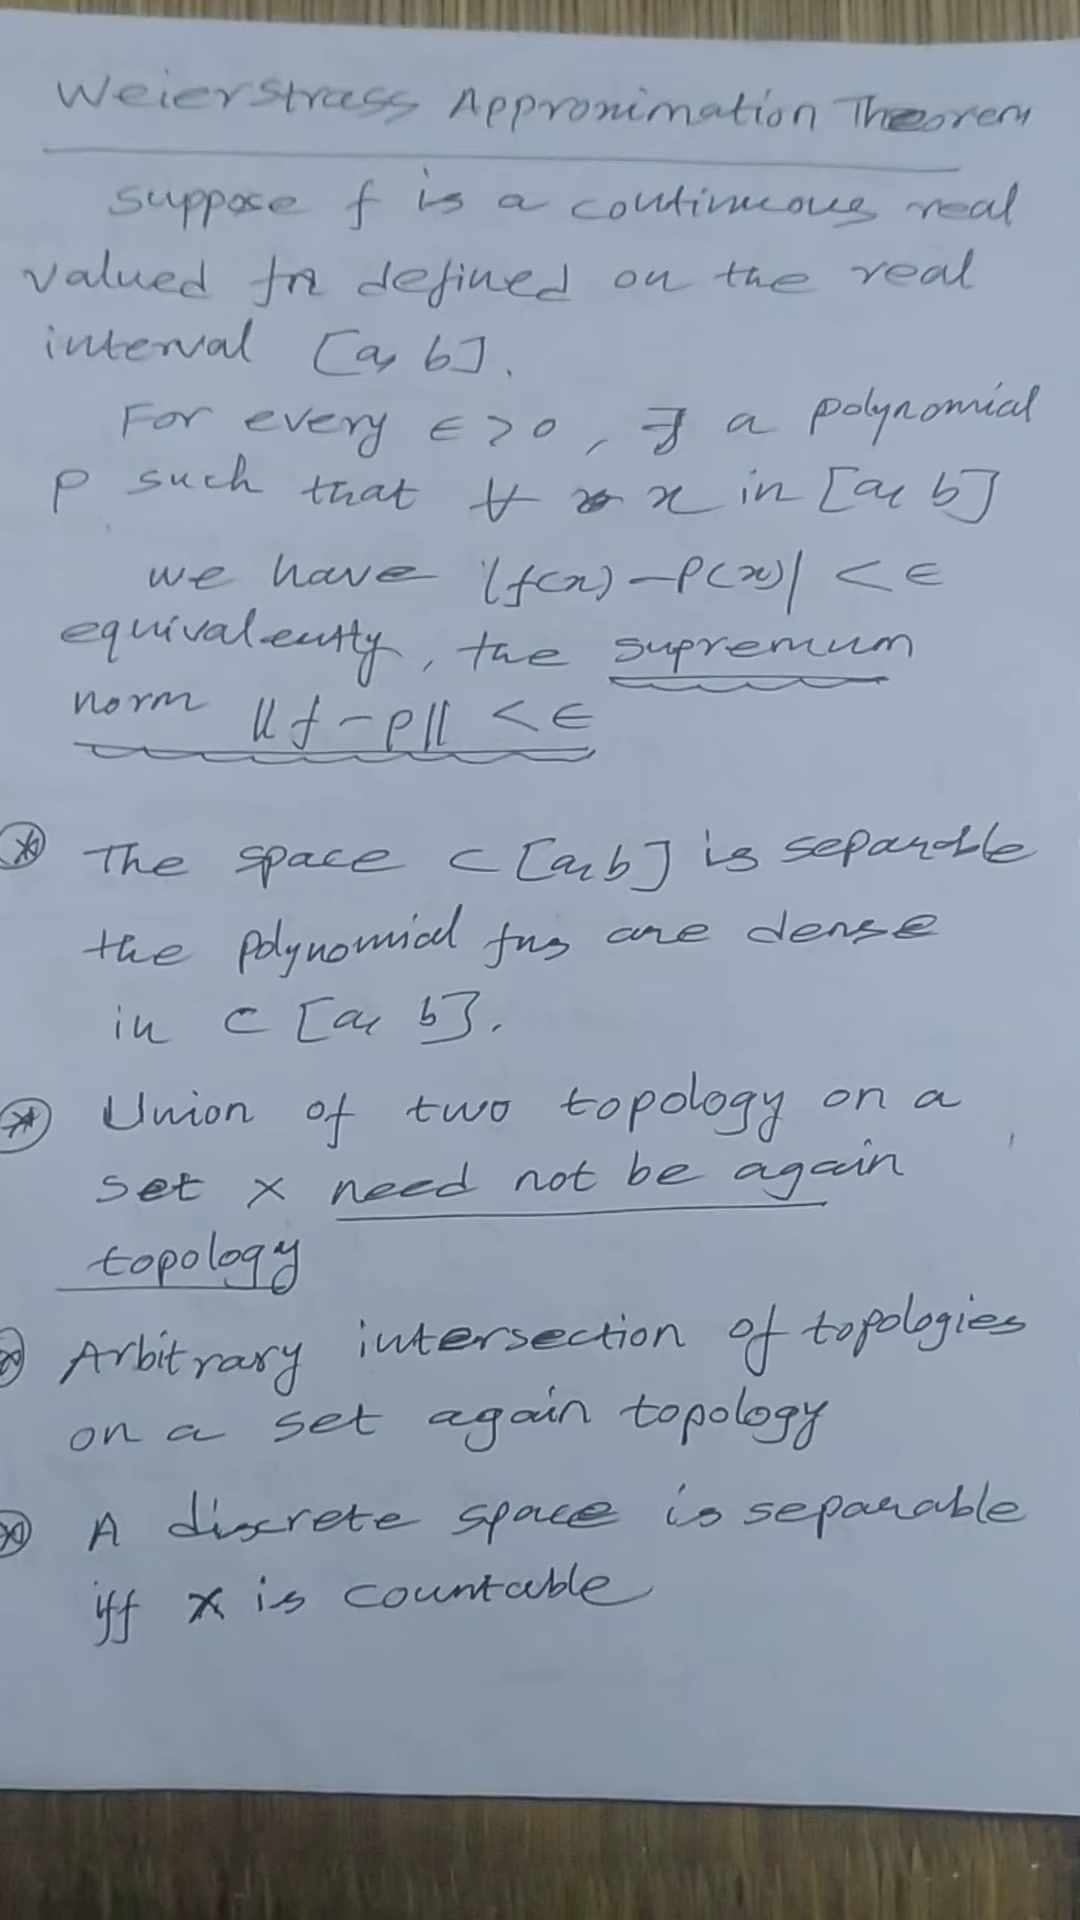 Weierstrass Approximation Theorem
suppose f is a continuous real
valued fn defined on the real
interval [a, b].
For every ∈ > 0, ∃ a polynomial
p such that ∀ x in [a, b]
we have |f(x) - P(x)| < ∈
equivalently, the supremum
norm ||f - p|| < ∈
* The space C [a, b] is separable
the polynomial fns are dense
in C [a, b].
* Union of two topology on a
set X need not be again
topology
* Arbitrary intersection of topologies
on a set again topology
* A discrete space is separable
iff X is countable